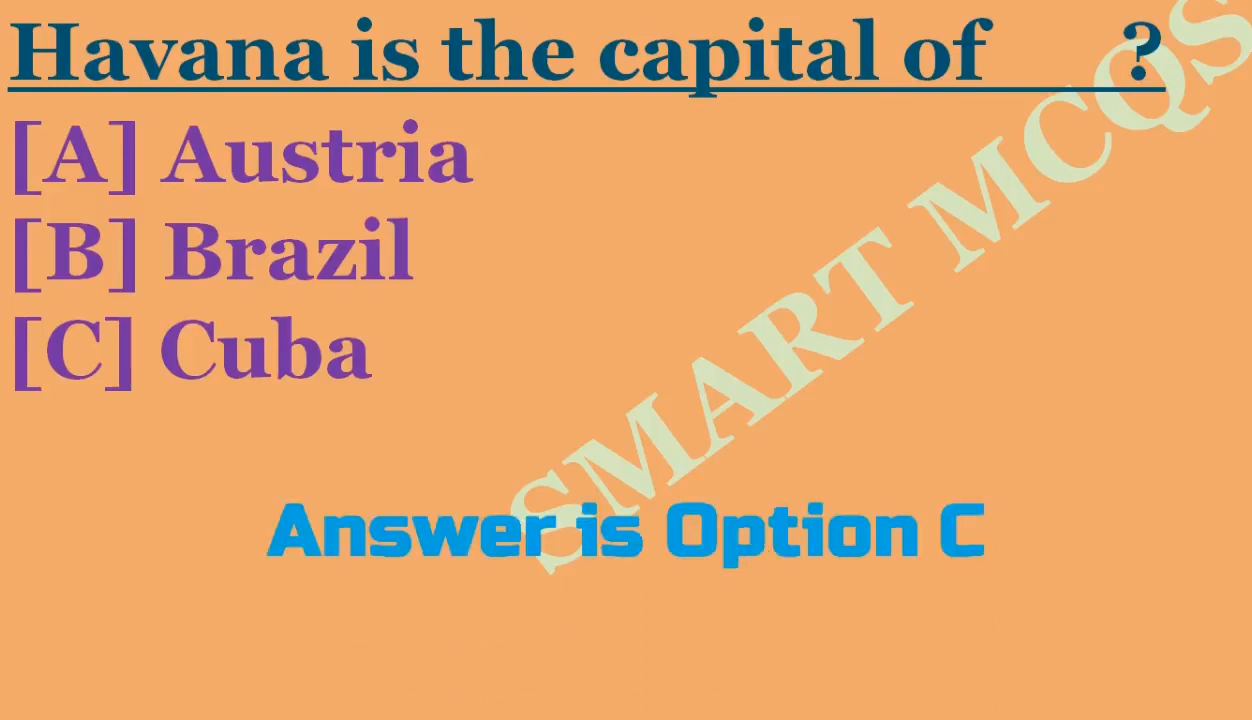 Havana is the capital of ?
[A] Austria
[B] Brazil
[C] Cuba
SMART MCQS
Answer is Option C